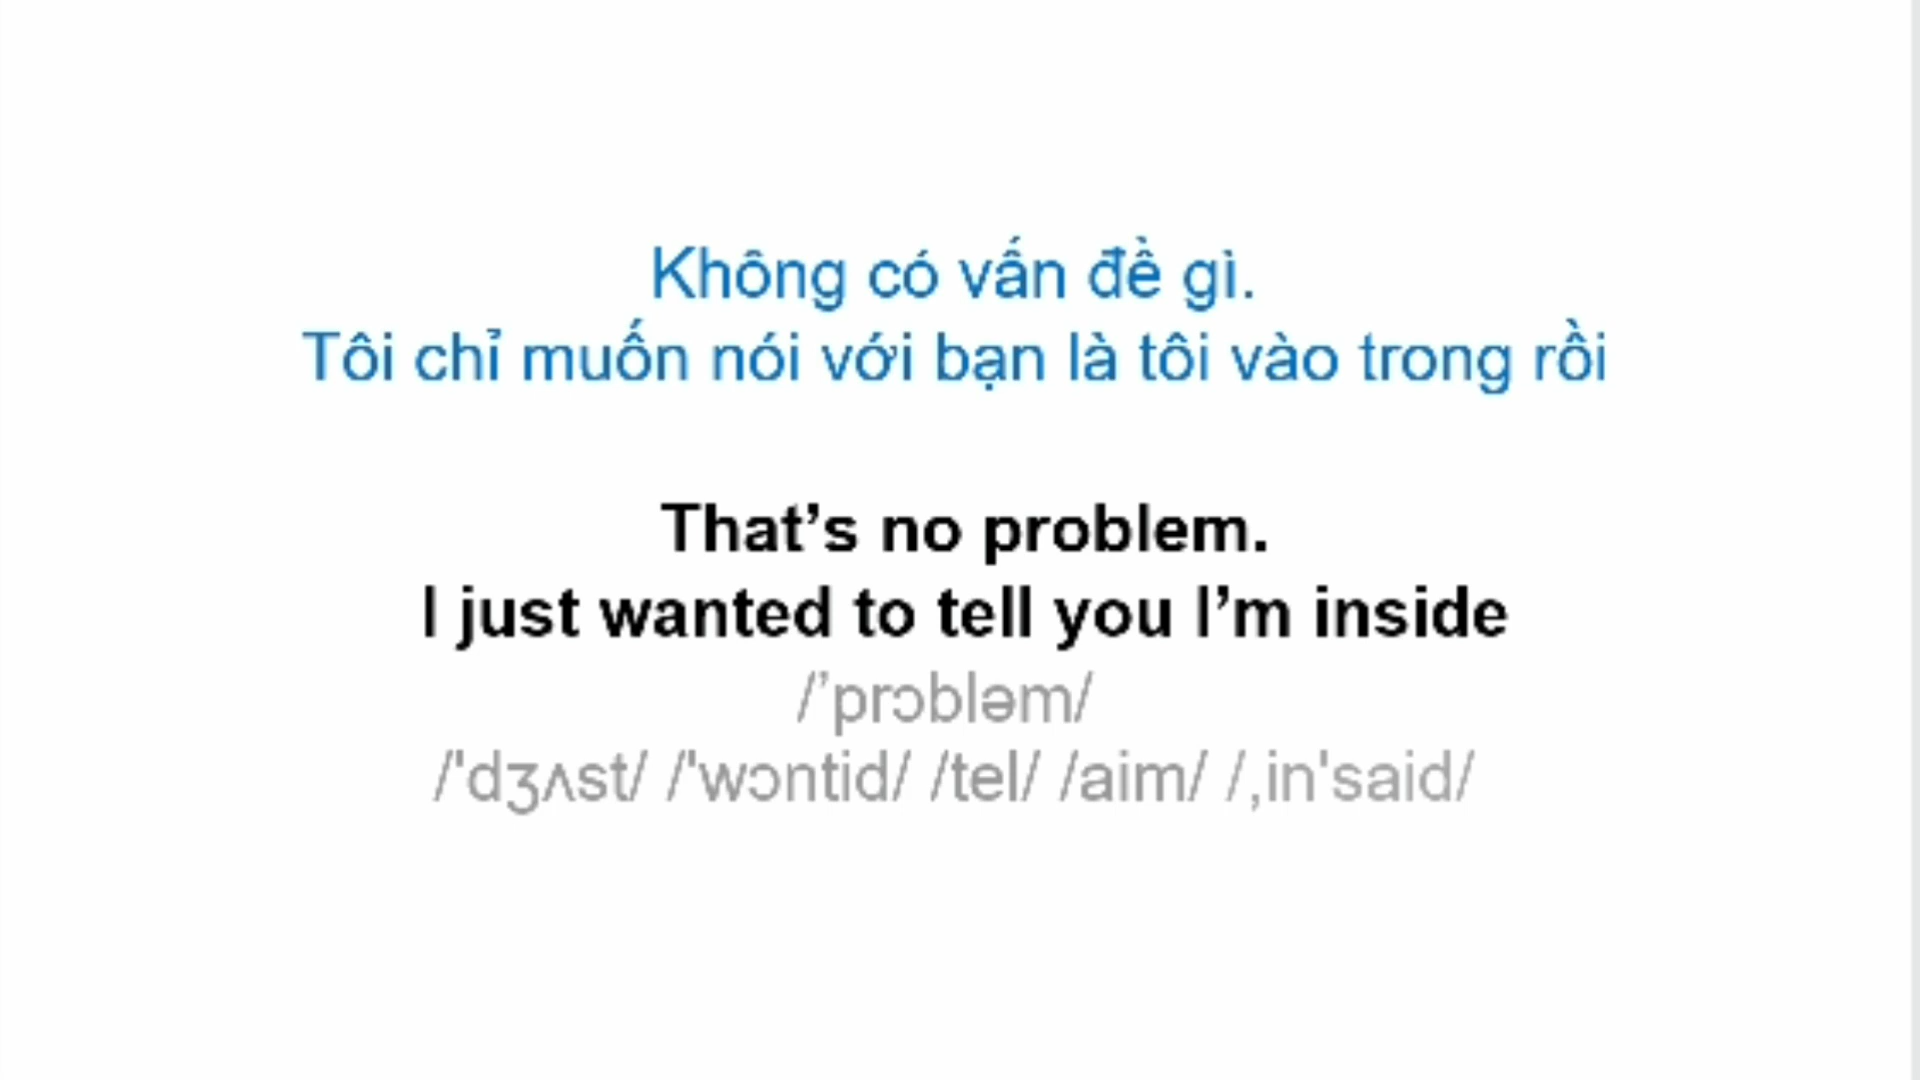 Không có vấn đề gì.
Tôi chỉ muốn nói với bạn là tôi vào trong rồi
That’s no problem.
I just wanted to tell you I’m inside
/’prɔbləm/
/'dʒʌst/ /'wɔntid/ /tel/ /aim/ /,in'said/